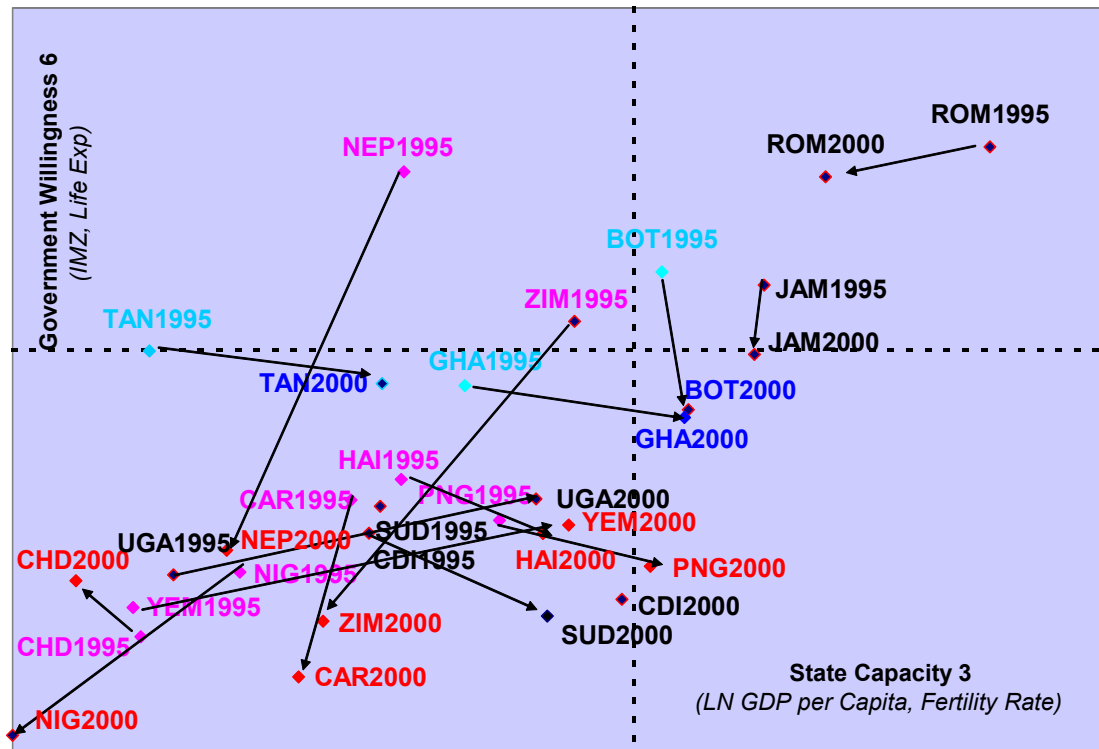 Government Willingness 6
(IMZ, Life Exp)
ROM1995
ROM2000
NEP1995
BOT1995
JAM1995
ZIM1995
TAN1995
JAM2000
GHA1995
TAN2000
BOT2000
GHA2000
HAI1995
PNG1995
CAR1995
UGA2000
YEM2000
SUD1995
NEP2000
UGA1995
CDI1995
HAI2000
CHD2000
PNG2000
NIG1995
YEM1995
CDI2000
ZIM2000
SUD2000
CHD1995
CAR2000
State Capacity 3
(LN GDP per Capita, Fertility Rate)
NIG2000